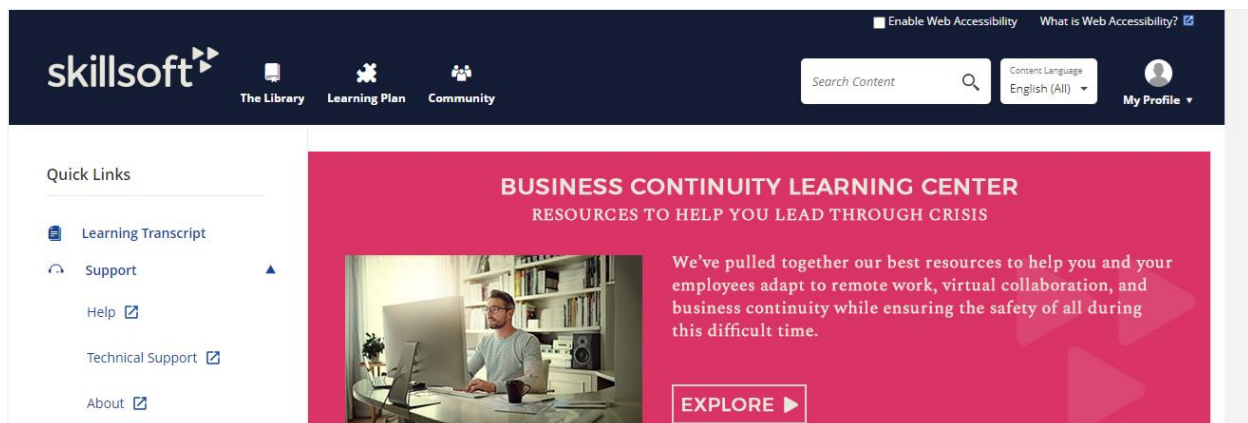 Enable Web Accessibility What is Web Accessibility?
skillsoft
The Library Learning Plan Community
Search Content
Content Language
English (All)
My Profile
Quick Links
Learning Transcript
Support
Help
Technical Support
About
BUSINESS CONTINUITY LEARNING CENTER
RESOURCES TO HELP YOU LEAD THROUGH CRISIS
We've pulled together our best resources to help you and your
employees adapt to remote work, virtual collaboration, and
business continuity while ensuring the safety of all during
this difficult time.
EXPLORE